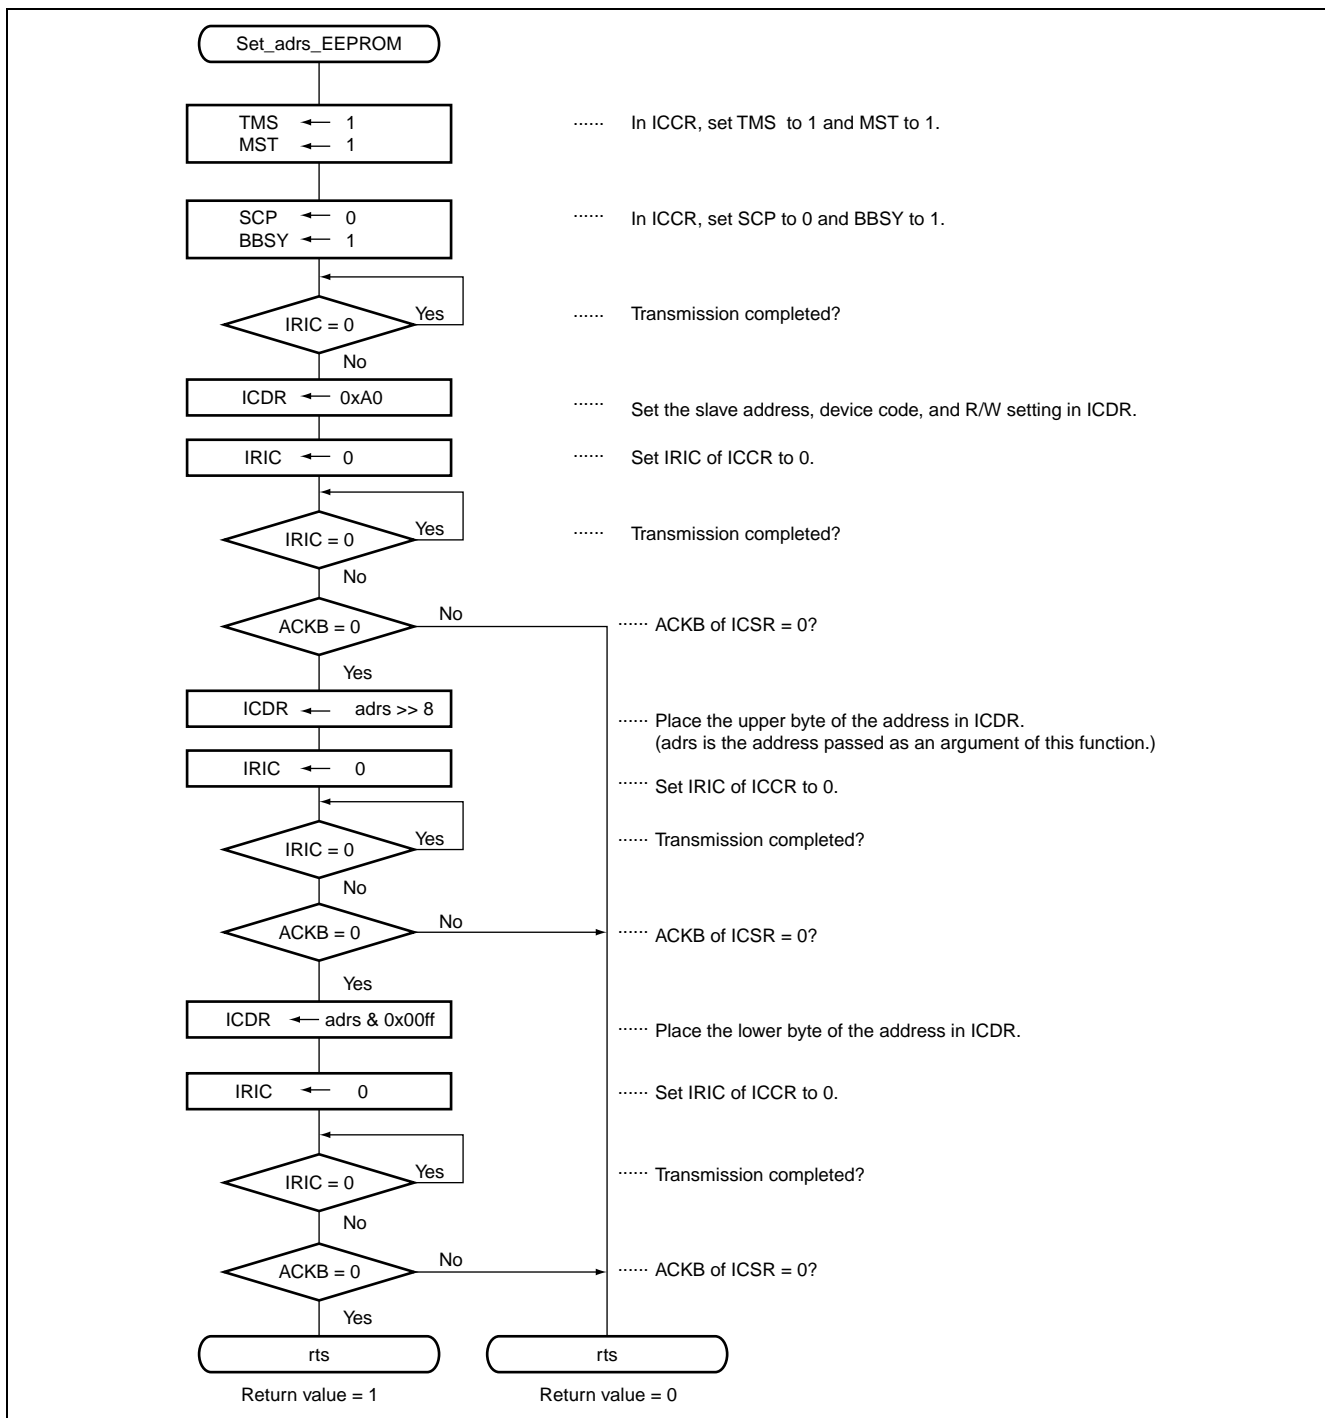 Set_adrs_EEPROM
TMS ← 1 ...... In ICCR, set TMS to 1 and MST to 1.
MST ← 1
SCP ← 0 ...... In ICCR, set SCP to 0 and BBSY to 1.
BBSY ← 1
IRIC = 0 Yes ...... Transmission completed?
No
ICDR ← 0xA0 ...... Set the slave address, device code, and R/W setting in ICDR.
IRIC ← 0 ...... Set IRIC of ICCR to 0.
IRIC = 0 Yes ...... Transmission completed?
No
ACKB = 0 No ...... ACKB of ICSR = 0?
Yes
ICDR ← adrs >> 8 ...... Place the upper byte of the address in ICDR.
(adrs is the address passed as an argument of this function.)
IRIC ← 0 ...... Set IRIC of ICCR to 0.
IRIC = 0 Yes ...... Transmission completed?
No
ACKB = 0 No ...... ACKB of ICSR = 0?
Yes
ICDR ← adrs & 0x00ff ...... Place the lower byte of the address in ICDR.
IRIC ← 0 ...... Set IRIC of ICCR to 0.
IRIC = 0 Yes ...... Transmission completed?
No
ACKB = 0 No ...... ACKB of ICSR = 0?
Yes
rts rts
Return value = 1 Return value = 0